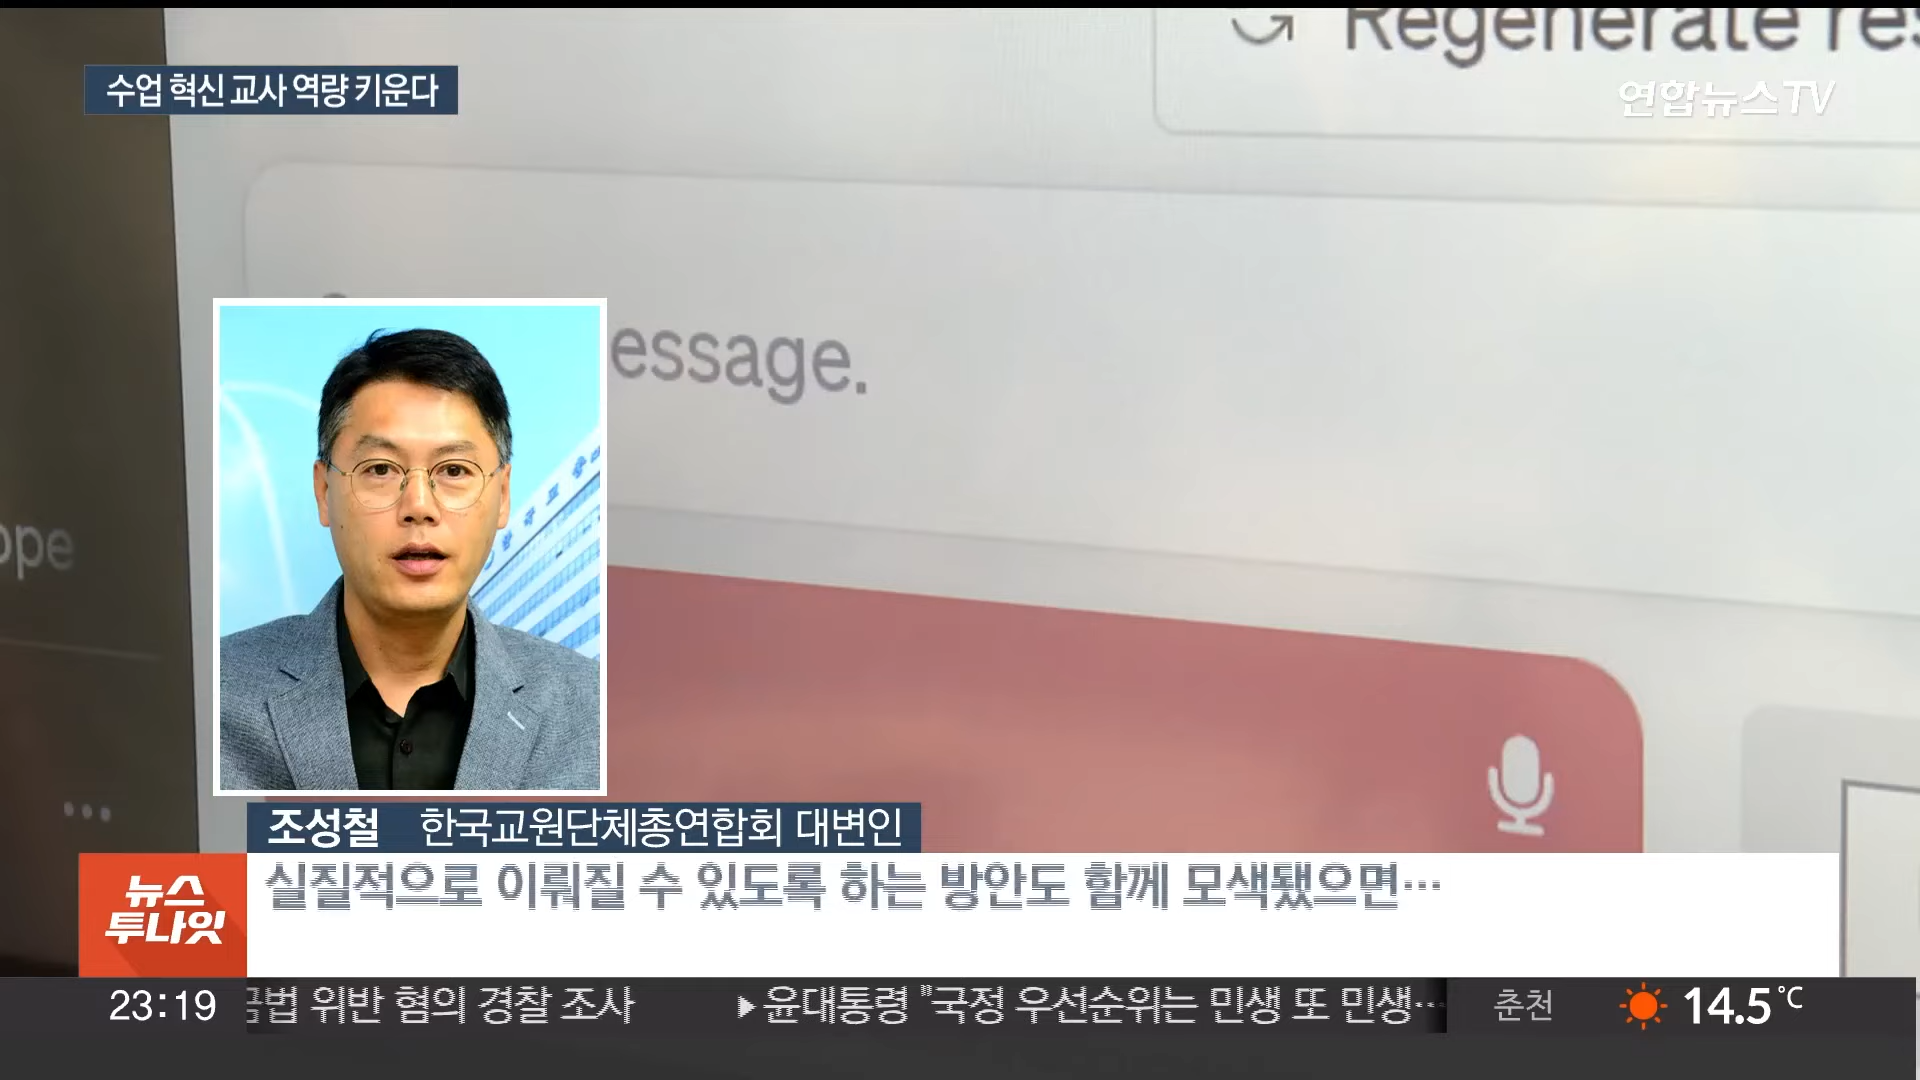 Regenerate
수업 혁신 교사 역량 키운다
연합뉴스TV
essage.
ope
조성철 한국교원단체총연합회 대변인
뉴스
투나잇
실질적으로 이뤄질 수 있도록 하는 방안도 함께 모색됐으면…
23:19
금법 위반 혐의 경찰 조사 ▶윤대통령 "국정 우선순위는 민생 또 민생…
춘천 14.5℃